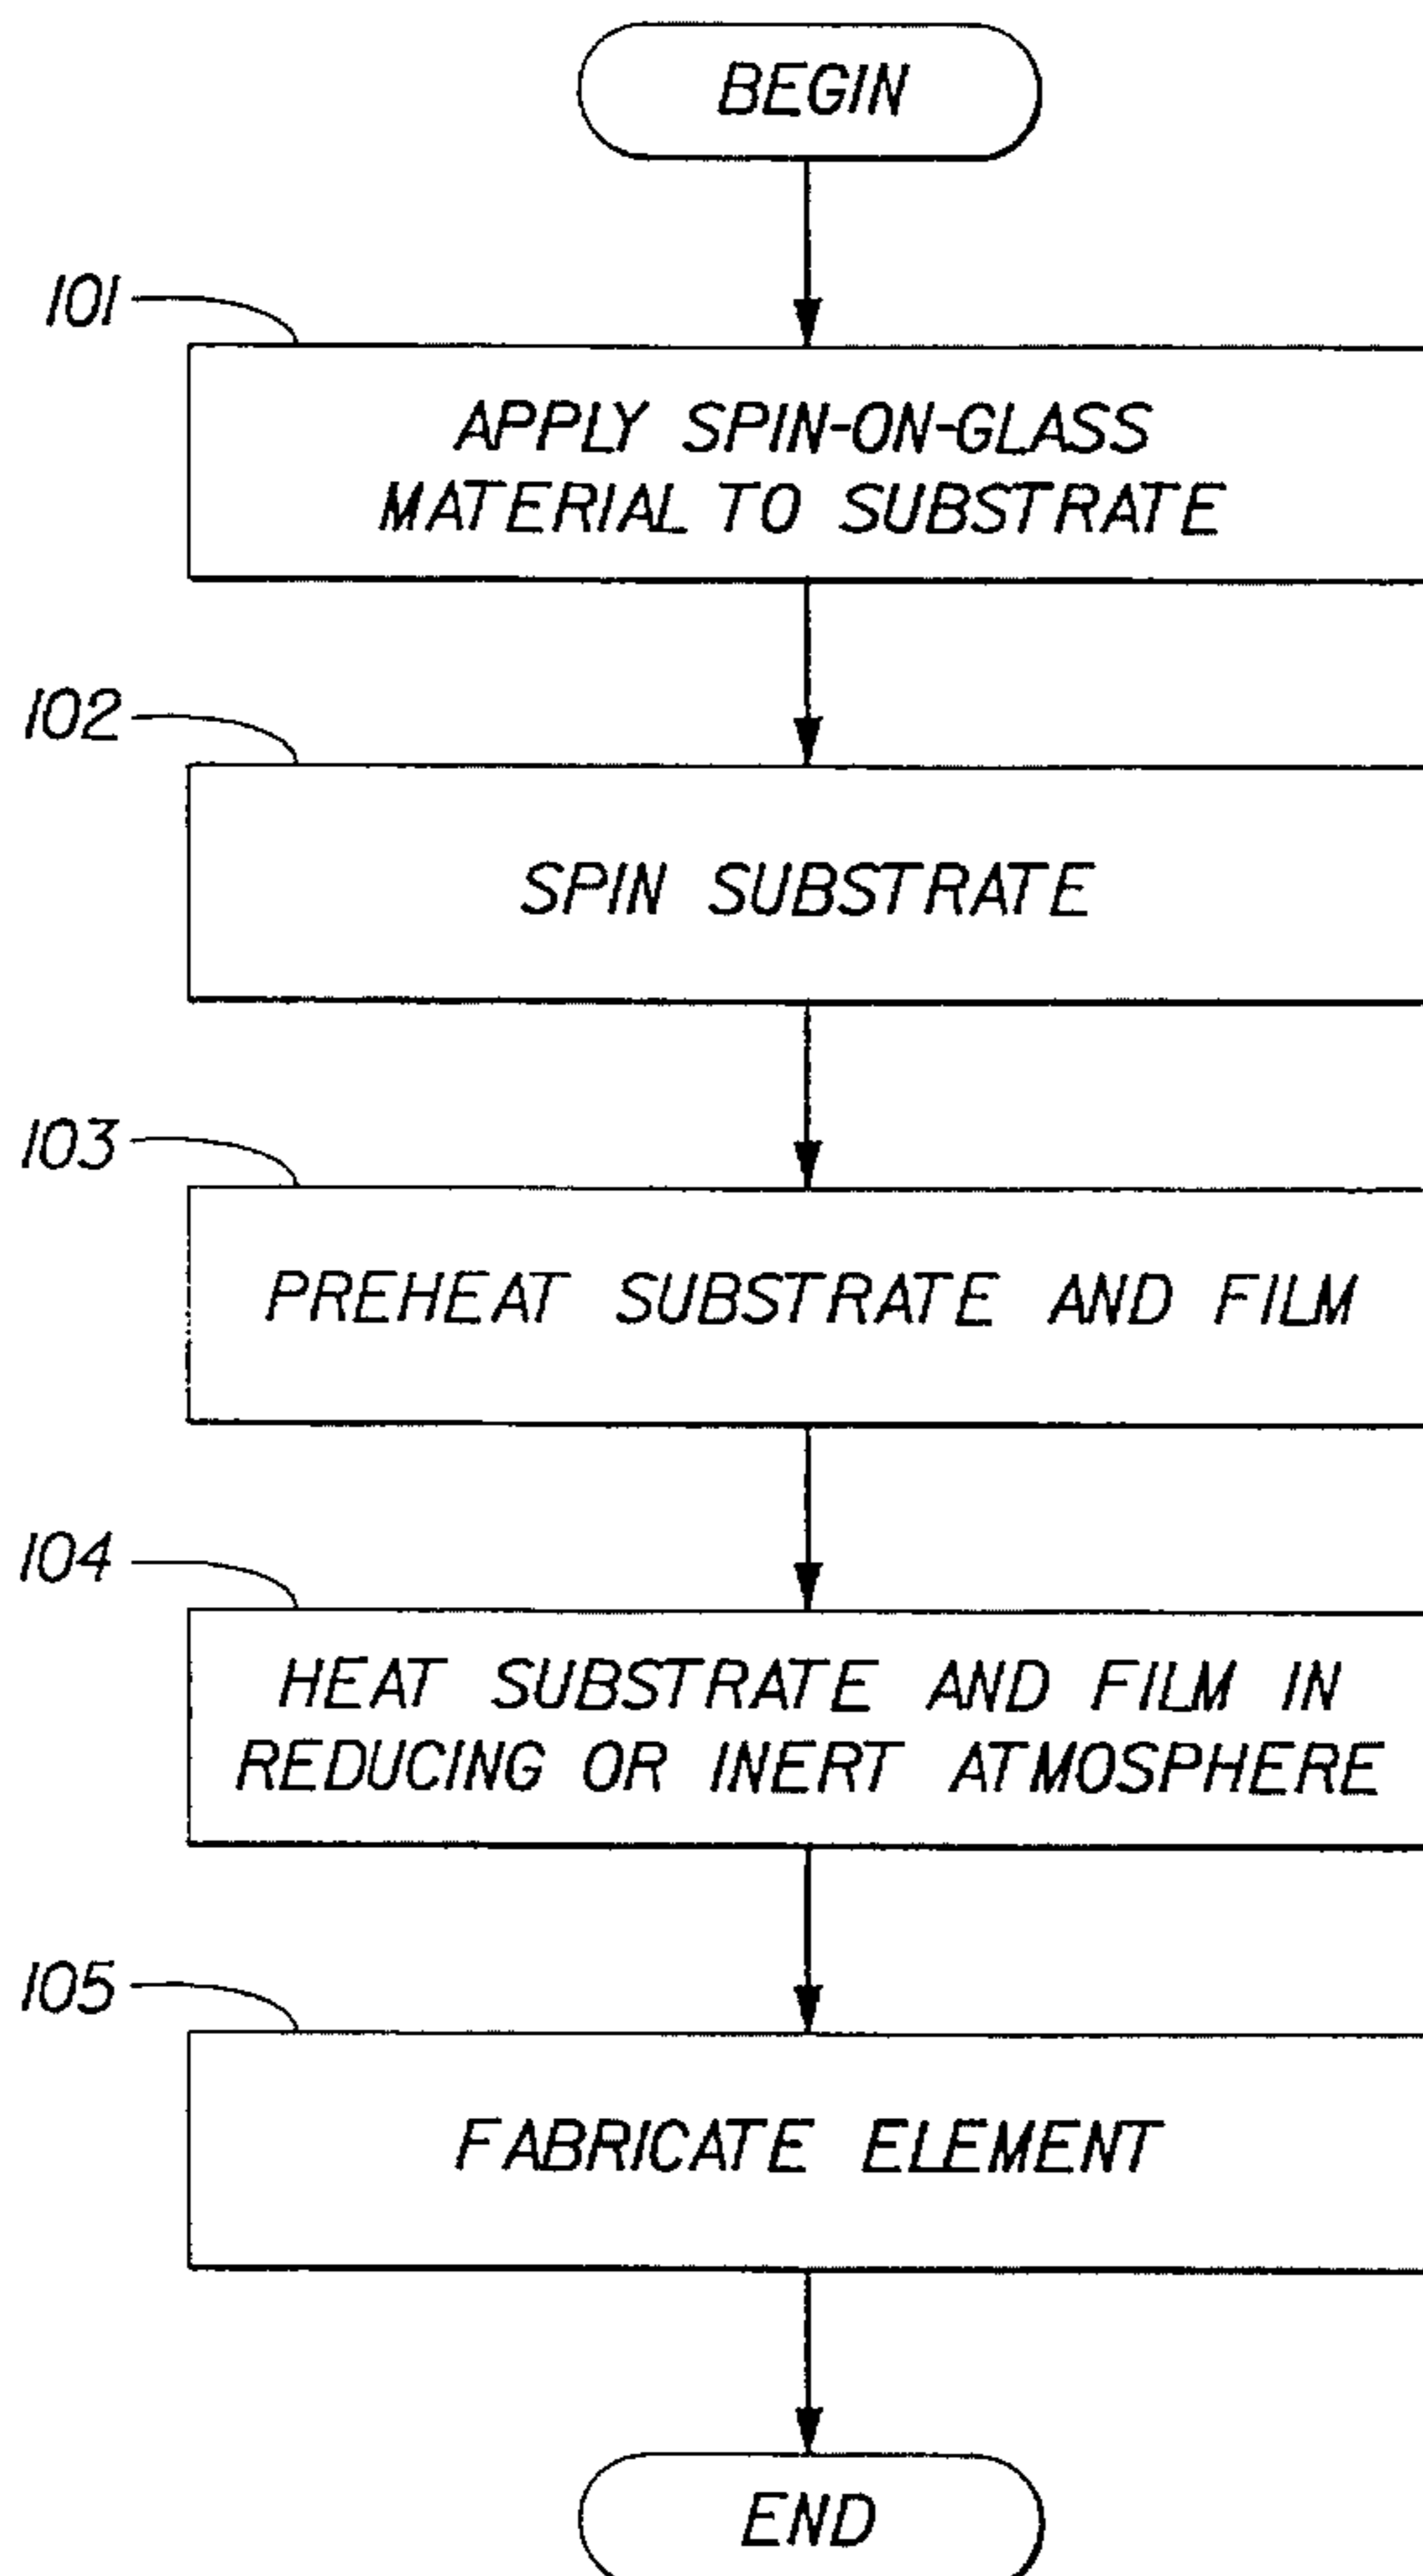 BEGIN
101
APPLY SPIN-ON-GLASS
MATERIAL TO SUBSTRATE
102
SPIN SUBSTRATE
103
PREHEAT SUBSTRATE AND FILM
104
HEAT SUBSTRATE AND FILM IN
REDUCING OR INERT ATMOSPHERE
105
FABRICATE ELEMENT
END